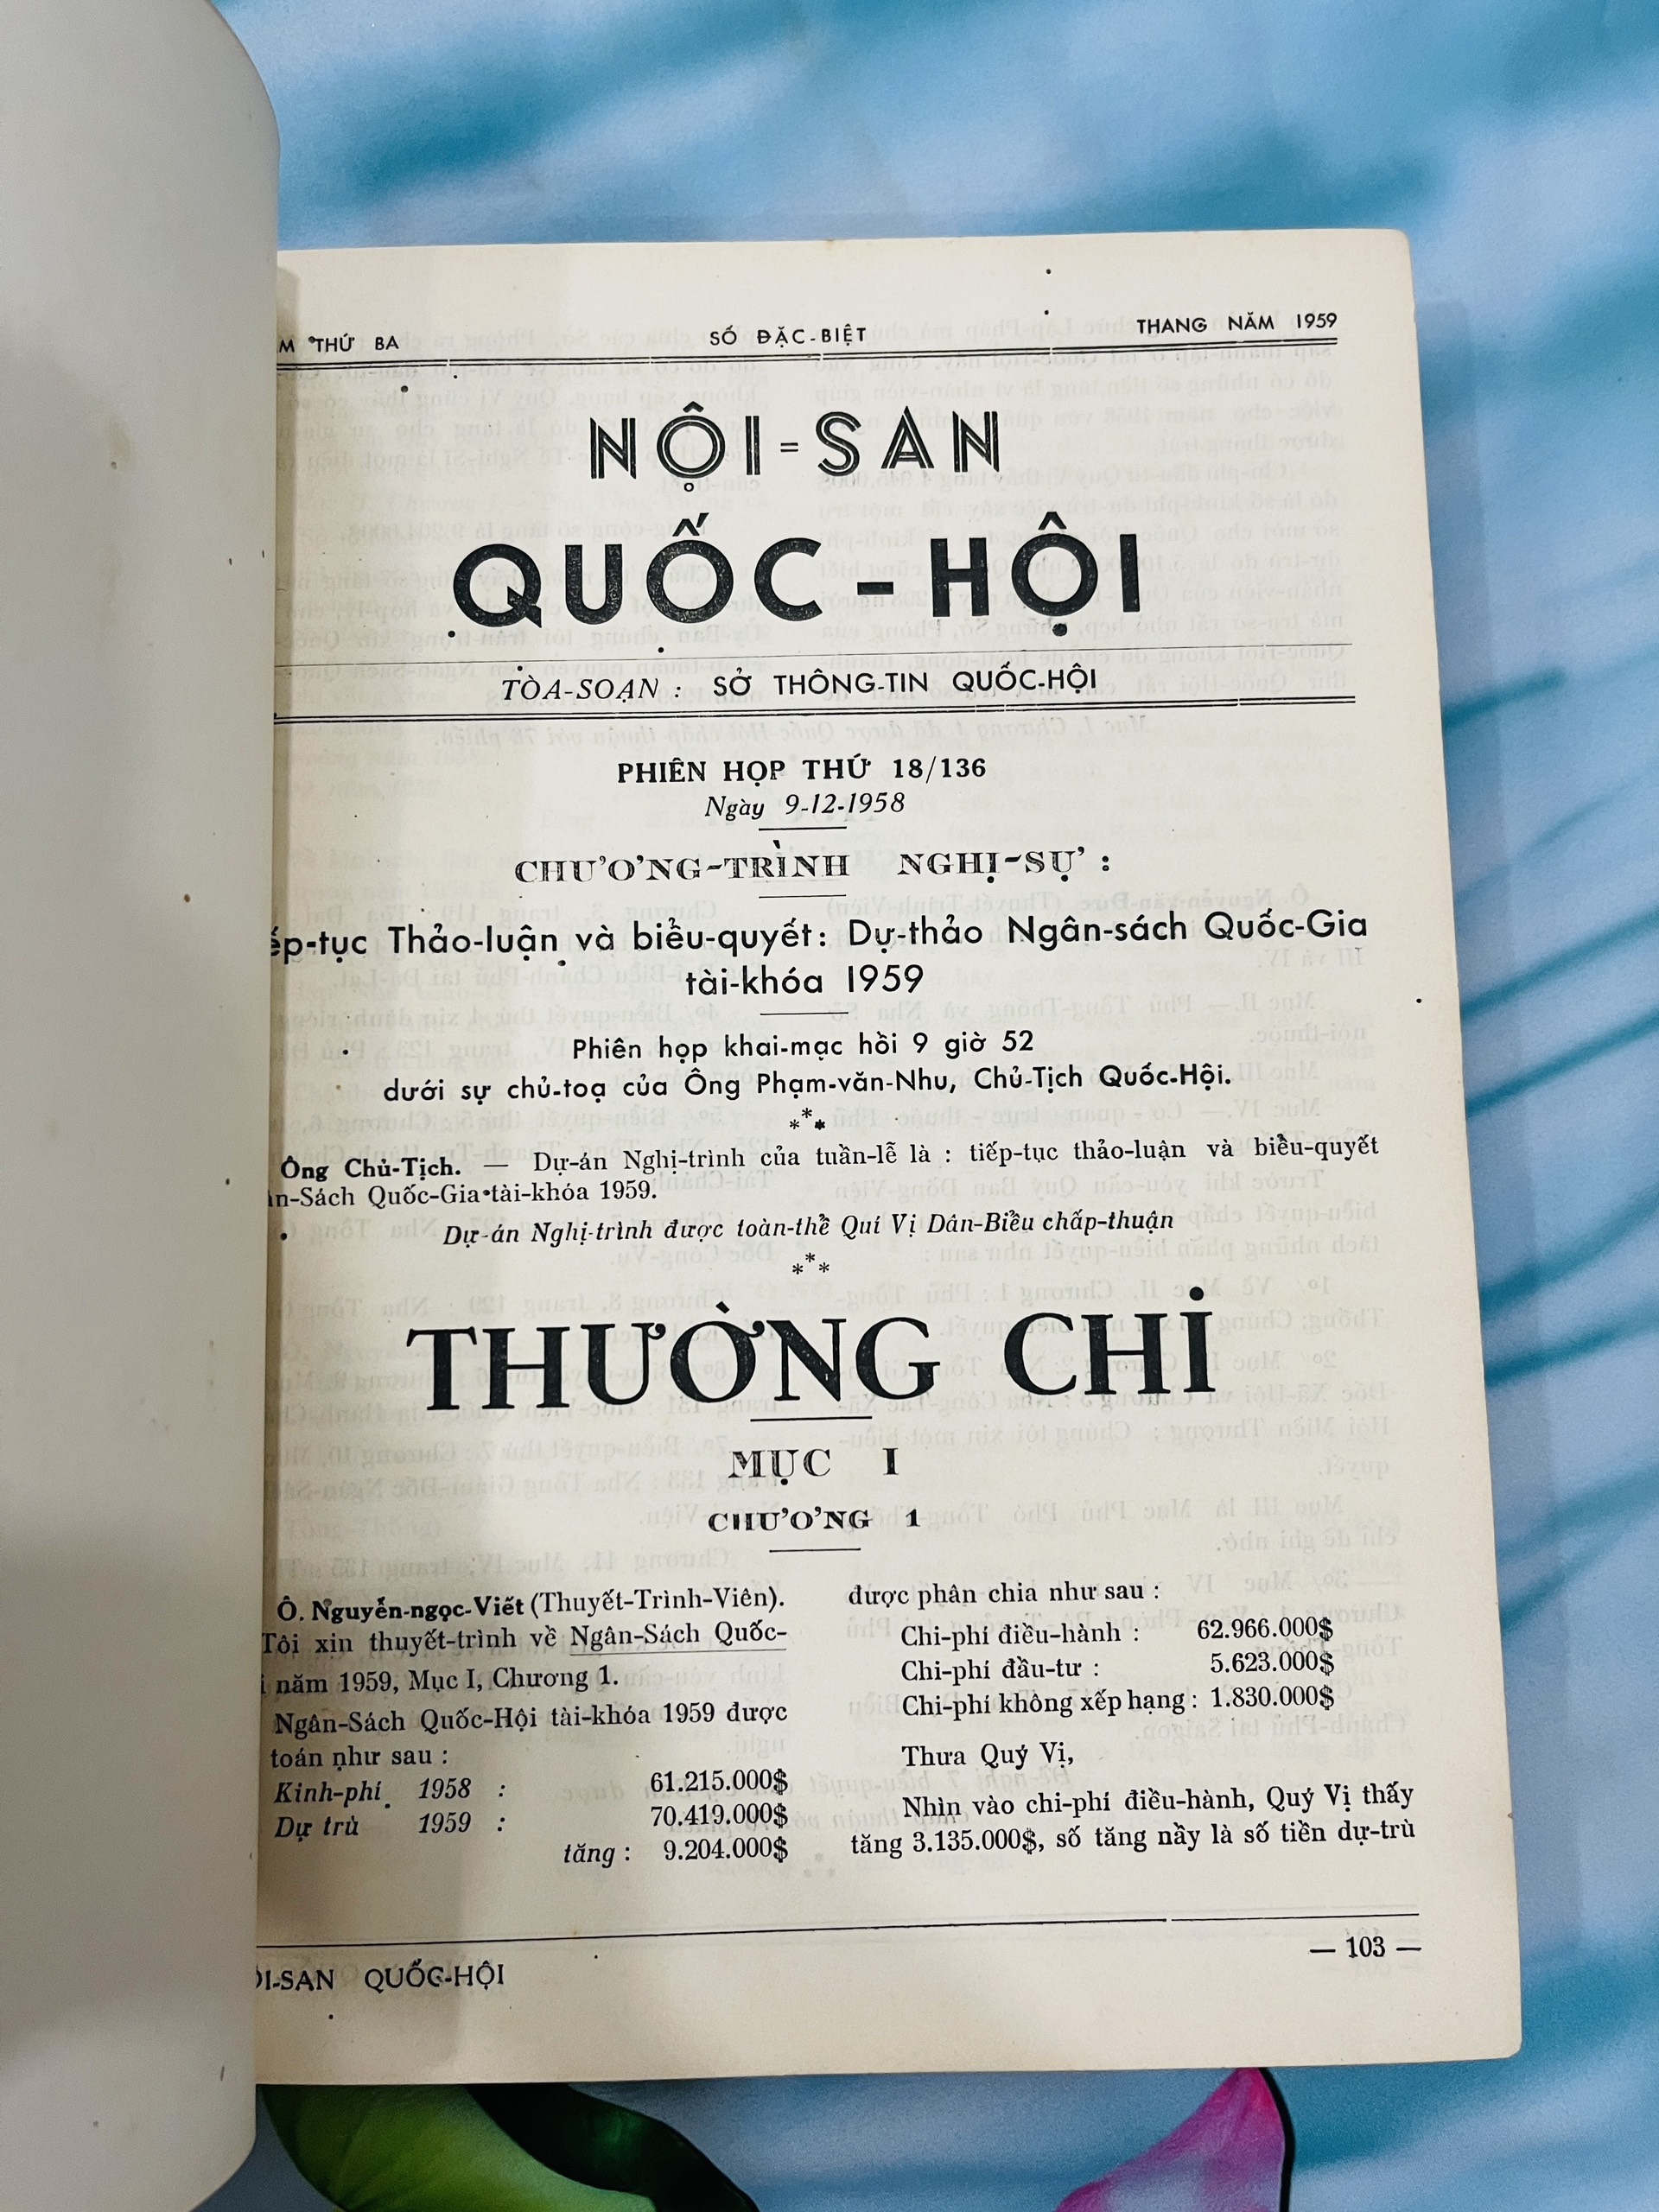 THỨ BA
SỐ ĐẶC-BIỆT
THANG NĂM 1959
NỘI-SAN
QUỐC-HỘI
TÒA-SOẠN : SỞ THÔNG-TIN QUỐC-HỘI
PHIÊN HỌP THỨ 18/136
Ngày 9-12-1958
CHƯƠNG-TRÌNH NGHỊ-SỰ :
ếp-tục Thảo-luận và biểu-quyết: Dự-thảo Ngân-sách Quốc-Gia
tài-khóa 1959
Phiên họp khai-mạc hồi 9 giờ 52
dưới sự chủ-toạ của Ông Phạm-văn-Nhu, Chủ-Tịch Quốc-Hội.
***
Ông Chủ-Tịch. — Dự-án Nghị-trình của tuần-lễ là : tiếp-tục thảo-luận và biểu-quyết
n-Sách Quốc-Gia tài-khóa 1959.
Dự-án Nghị-trình được toàn-thể Quí Vị Dân-Biểu chấp-thuận
***
THƯỜNG CHI
MỤC I
CHƯƠNG 1
Ô. Nguyễn-ngọc-Viết (Thuyết-Trình-Viên).
Tôi xin thuyết-trình về Ngân-Sách Quốc-
i năm 1959, Mục I, Chương 1.
Ngân-Sách Quốc-Hội tài-khóa 1959 được
toán như sau :
Kinh-phí 1958 : 61.215.000$
Dự trù 1959 : 70.419.000$
tăng : 9.204.000$
được phân chia như sau :
Chi-phí điều-hành : 62.966.000$
Chi-phí đầu-tư : 5.623.000$
Chi-phí không xếp hạng : 1.830.000$
Thưa Quý Vị,
Nhìn vào chi-phí điều-hành, Quý Vị thấy
tăng 3.135.000$, số tăng nầy là số tiền dự-trù
ỘI-SAN QUỐC-HỘI
— 103 —